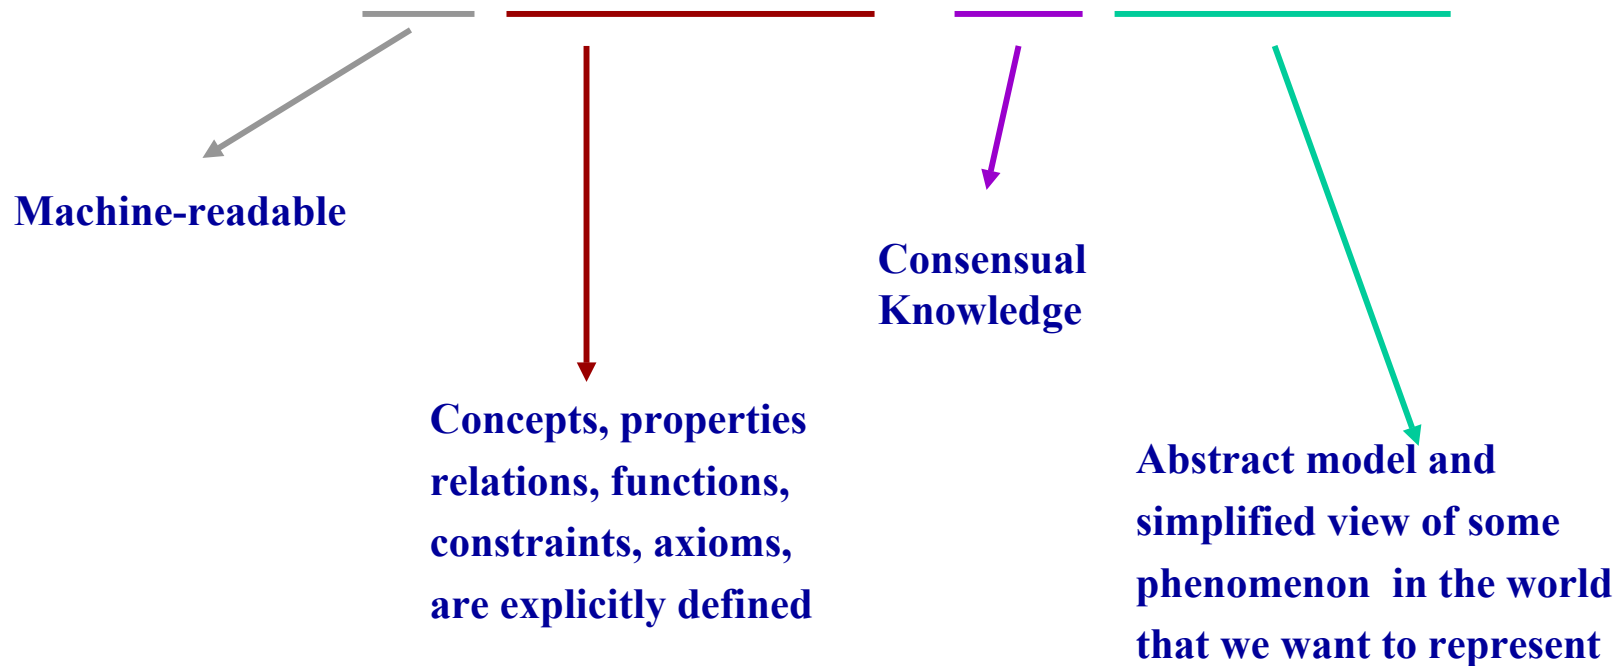 Machine-readable
Consensual
Knowledge
Concepts, properties
relations, functions,
constraints, axioms,
are explicitly defined
Abstract model and
simplified view of some
phenomenon in the world
that we want to represent